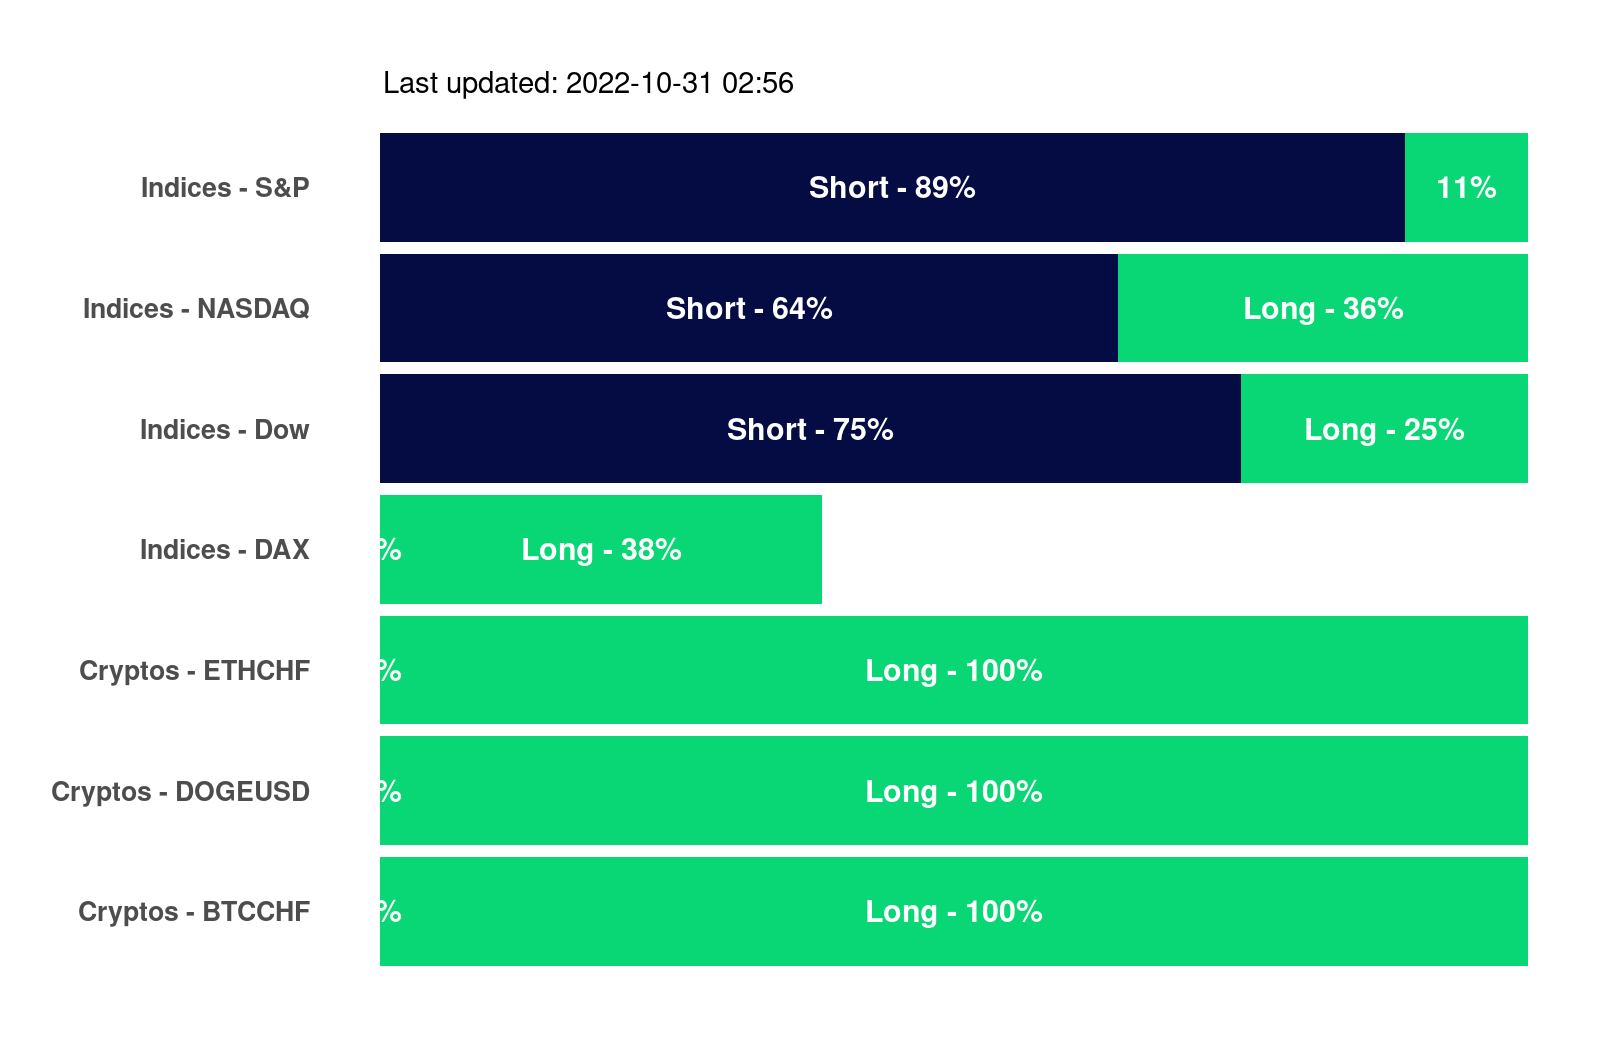 Last updated: 2022-10-31 02:56
Indices - S&P Short - 89% 11%
Indices - NASDAQ Short - 64% Long - 36%
Indices - Dow Short - 75% Long - 25%
Indices - DAX % Long - 38%
Cryptos - ETHCHF % Long - 100%
Cryptos - DOGEUSD % Long - 100%
Cryptos - BTCCHF % Long - 100%